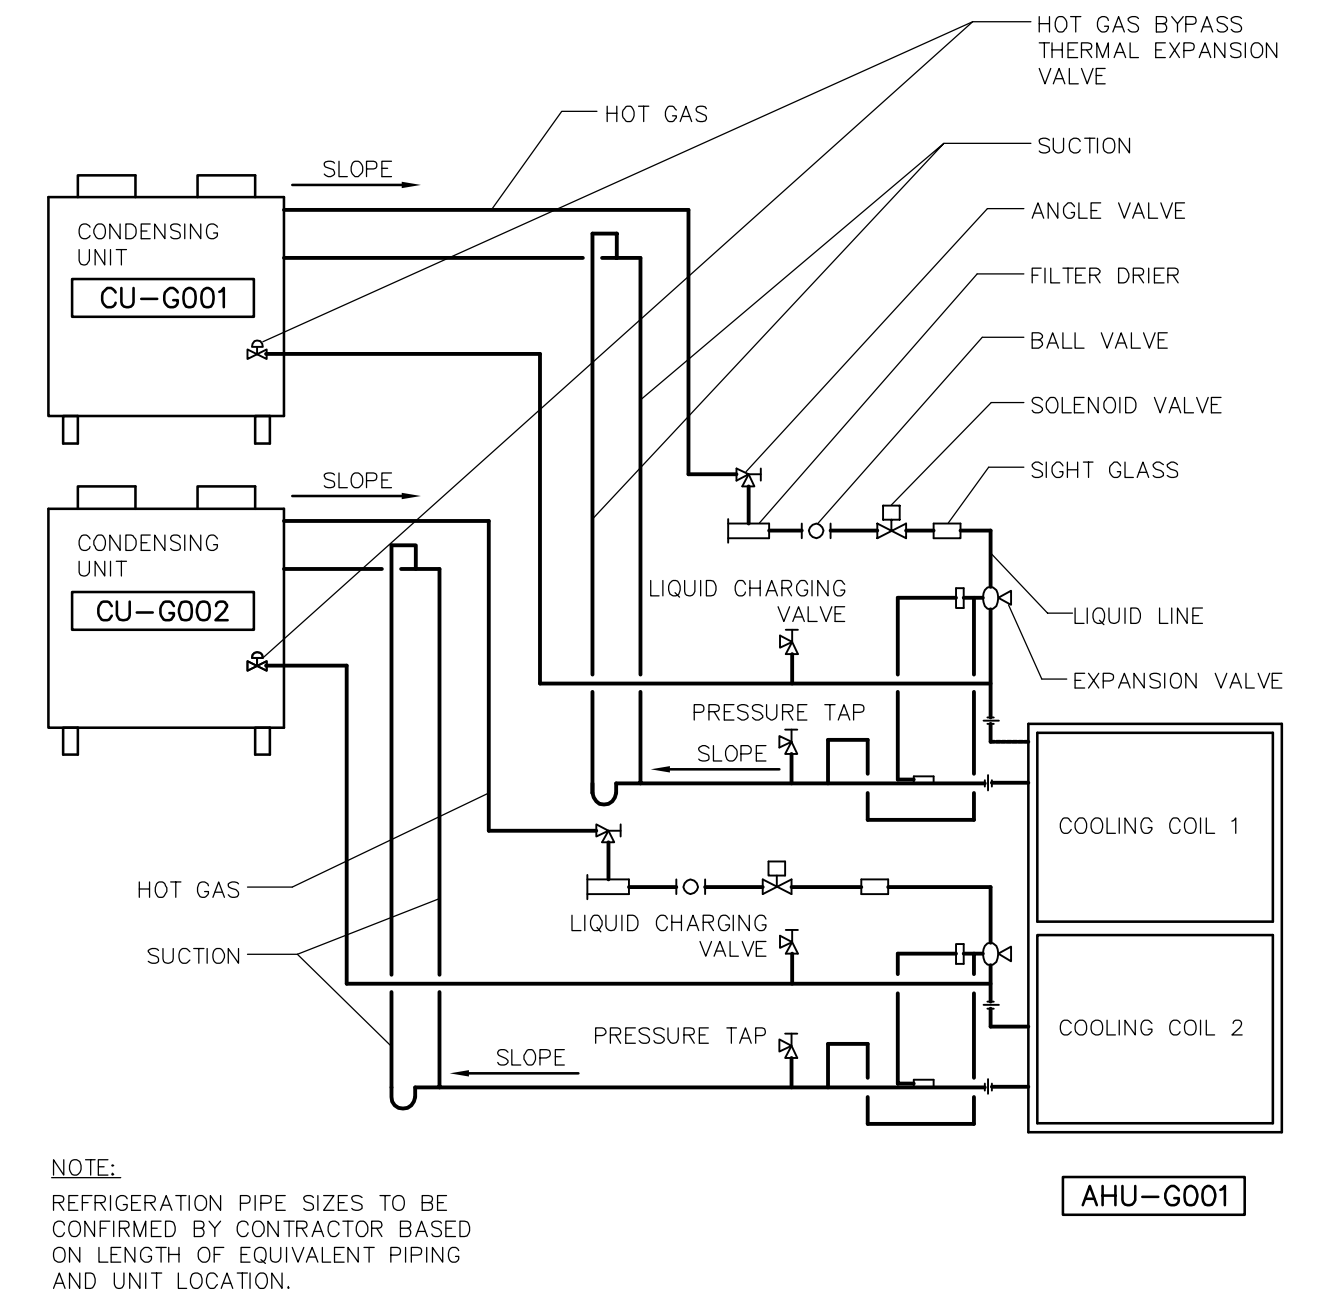 HOT GAS BYPASS
THERMAL EXPANSION
VALVE
HOT GAS
SUCTION
SLOPE
ANGLE VALVE
CONDENSING
UNIT
CU-G001
FILTER DRIER
BALL VALVE
SOLENOID VALVE
SIGHT GLASS
SLOPE
CONDENSING
UNIT
CU-G002
LIQUID CHARGING
VALVE
LIQUID LINE
EXPANSION VALVE
PRESSURE TAP
SLOPE
COOLING COIL 1
HOT GAS
LIQUID CHARGING
VALVE
SUCTION
COOLING COIL 2
PRESSURE TAP
SLOPE
NOTE:
REFRIGERATION PIPE SIZES TO BE
CONFIRMED BY CONTRACTOR BASED
ON LENGTH OF EQUIVALENT PIPING
AND UNIT LOCATION.
AHU-G001